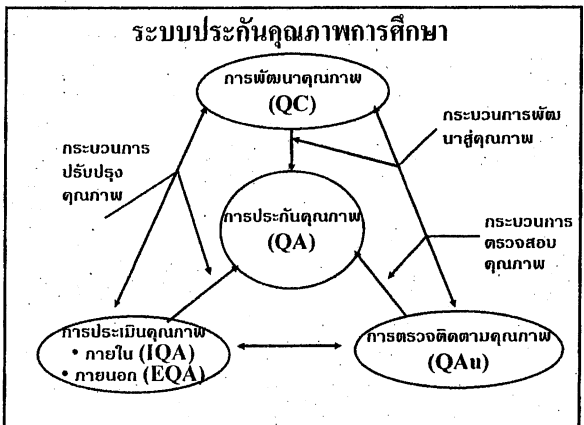 ระบบประกันคุณภาพการศึกษา
การพัฒนาคุณภาพ
(QC)
กระบวนการพัฒ
นาสู่คุณภาพ
กระบวนการ
ปรับปรุง
คุณภาพ
การประกันคุณภาพ
(QA)
กระบวนการ
ตรวจสอบ
คุณภาพ
การประเมินคุณภาพ
• ภายใน (IQA)
• ภายนอก (EQA)
การตรวจติดตามคุณภาพ
(QAu)